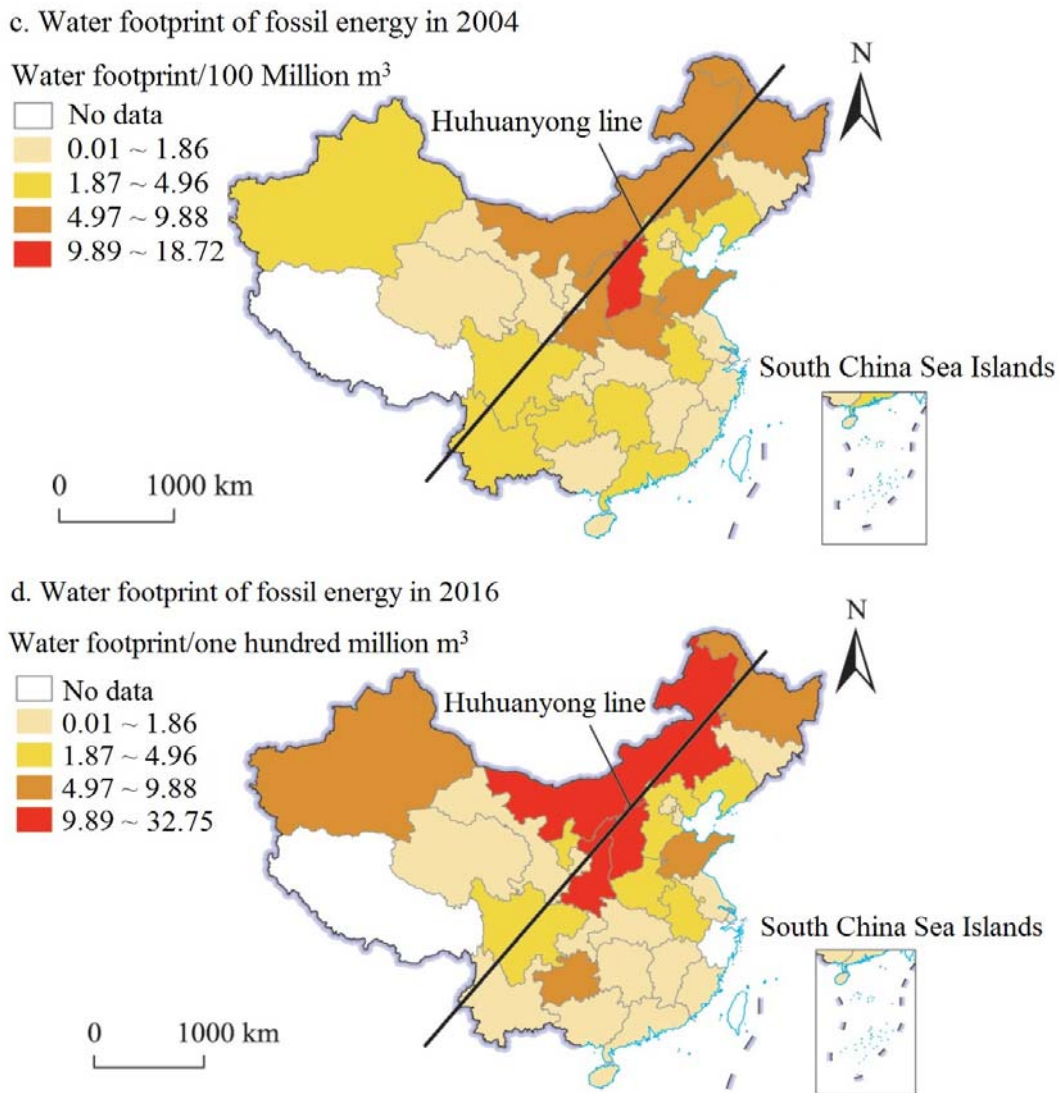 c. Water footprint of fossil energy in 2004
Water footprint/100 Million m³
N
No data
Huhuanyong line
0.01 ~ 1.86
1.87 ~ 4.96
4.97 ~ 9.88
9.89 ~ 18.72
South China Sea Islands
0 1000 km
d. Water footprint of fossil energy in 2016
N
Water footprint/one hundred million m³
No data
Huhuanyong line
0.01 ~ 1.86
1.87 ~ 4.96
4.97 ~ 9.88
9.89 ~ 32.75
South China Sea Islands
0 1000 km